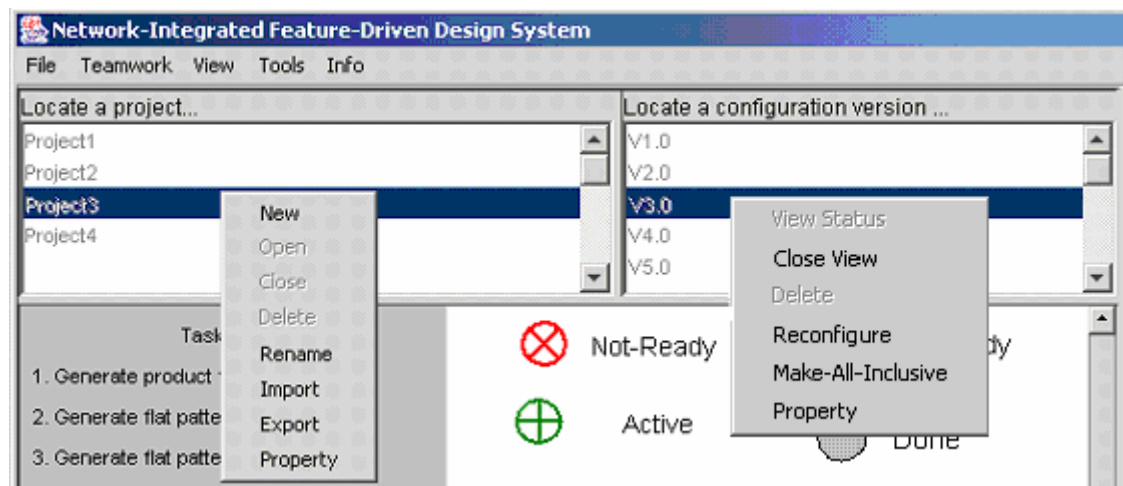 Network-Integrated Feature-Driven Design System
File Teamwork View Tools Info
Locate a project...
Project1
Project2
Project3
Project4
New
Open
Close
Delete
Rename
Import
Export
Property
Locate a configuration version ...
V1.0
V2.0
V3.0
V4.0
V5.0
View Status
Close View
Delete
Reconfigure
Make-All-Inclusive
Property
Task
1. Generate product
2. Generate flat patte
3. Generate flat patte
Not-Ready
dy
Active
Done